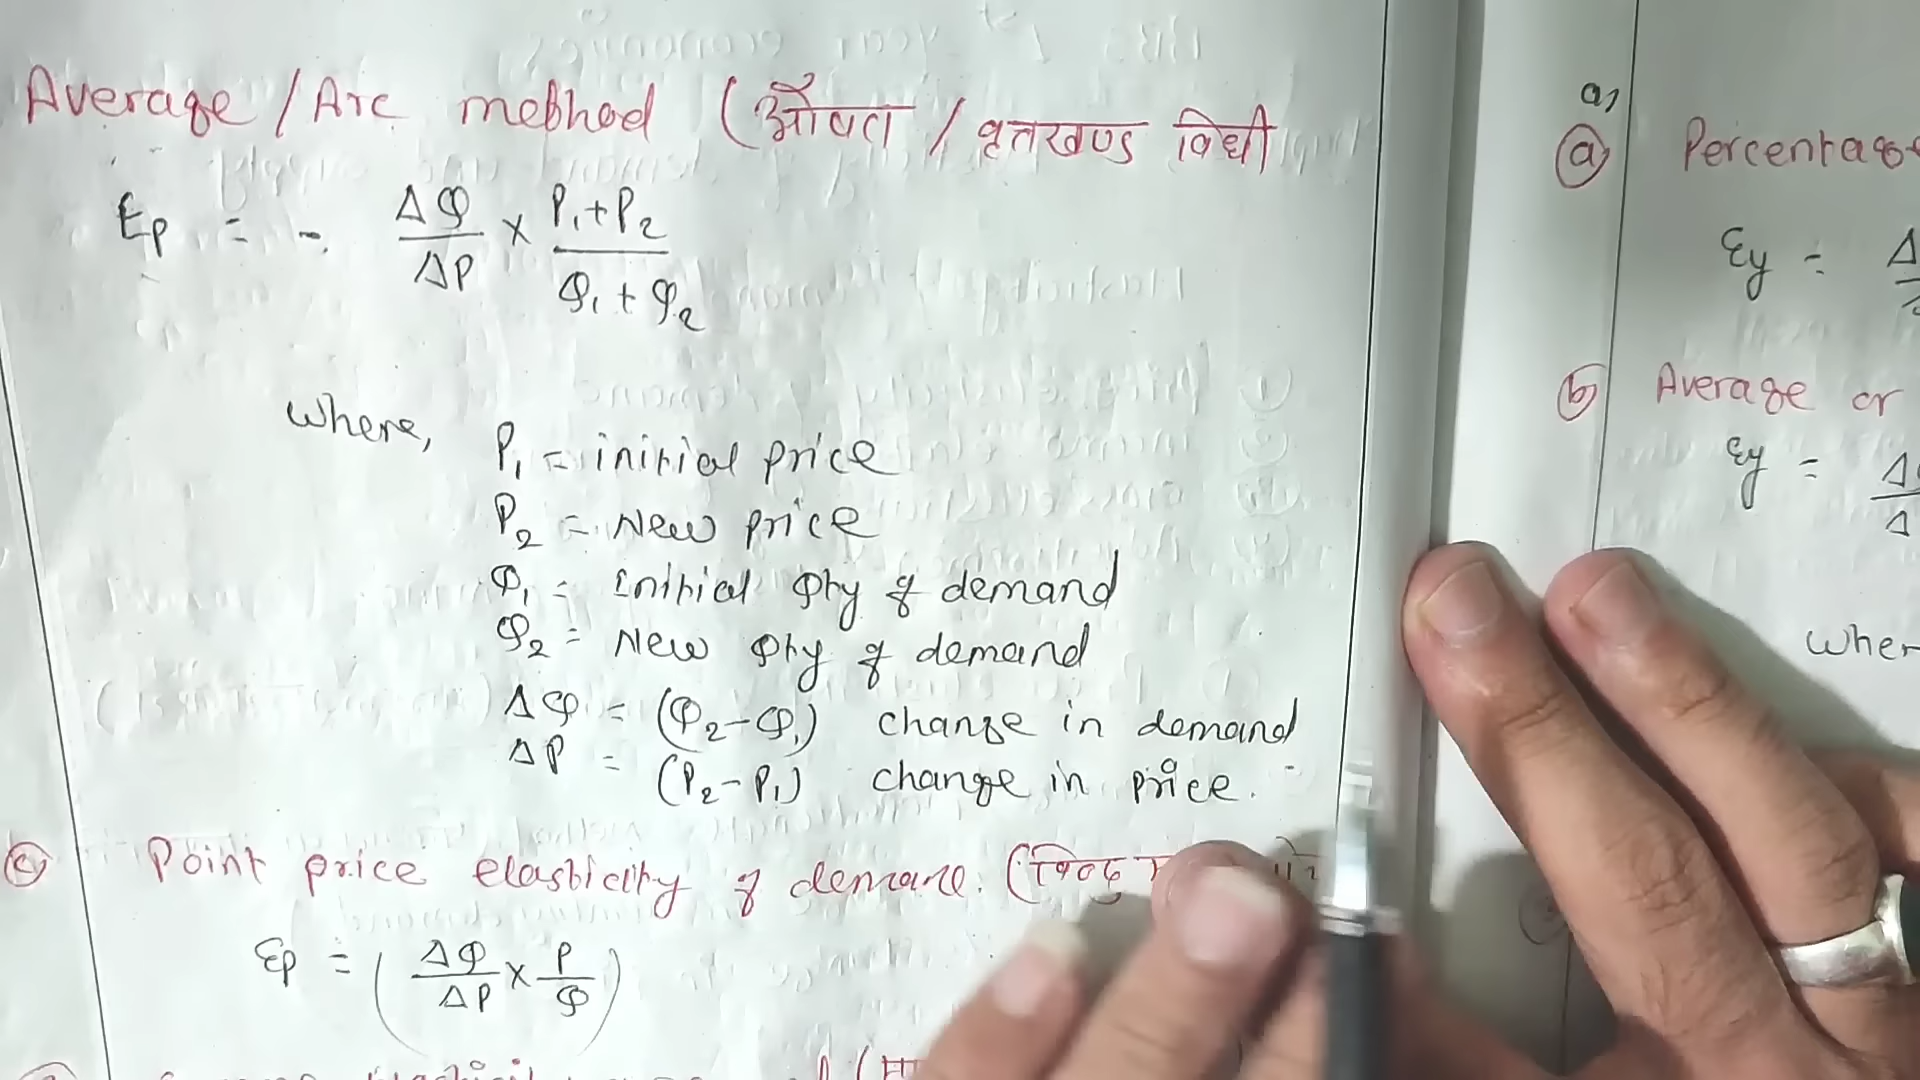 Average / Arc method (औषत / वृत्तखण्ड विधी
Ep = - ΔQ/ΔP × P₁+P₂/Q₁+Q₂
where,
P₁ = initial price
P₂ = New price
Q₁ = initial Qty of demand
Q₂ = New Qty of demand
ΔQ = (Q₂-Q₁) change in demand
ΔP = (P₂-P₁) change in price.
(c) Point price elasticity of demand. (विन्दु
Ep = (ΔQ/ΔP × P/Q)
a,
(a) Percentage
Ey = Δ
(b) Average or
Ey = ΔQ/Δ
wher